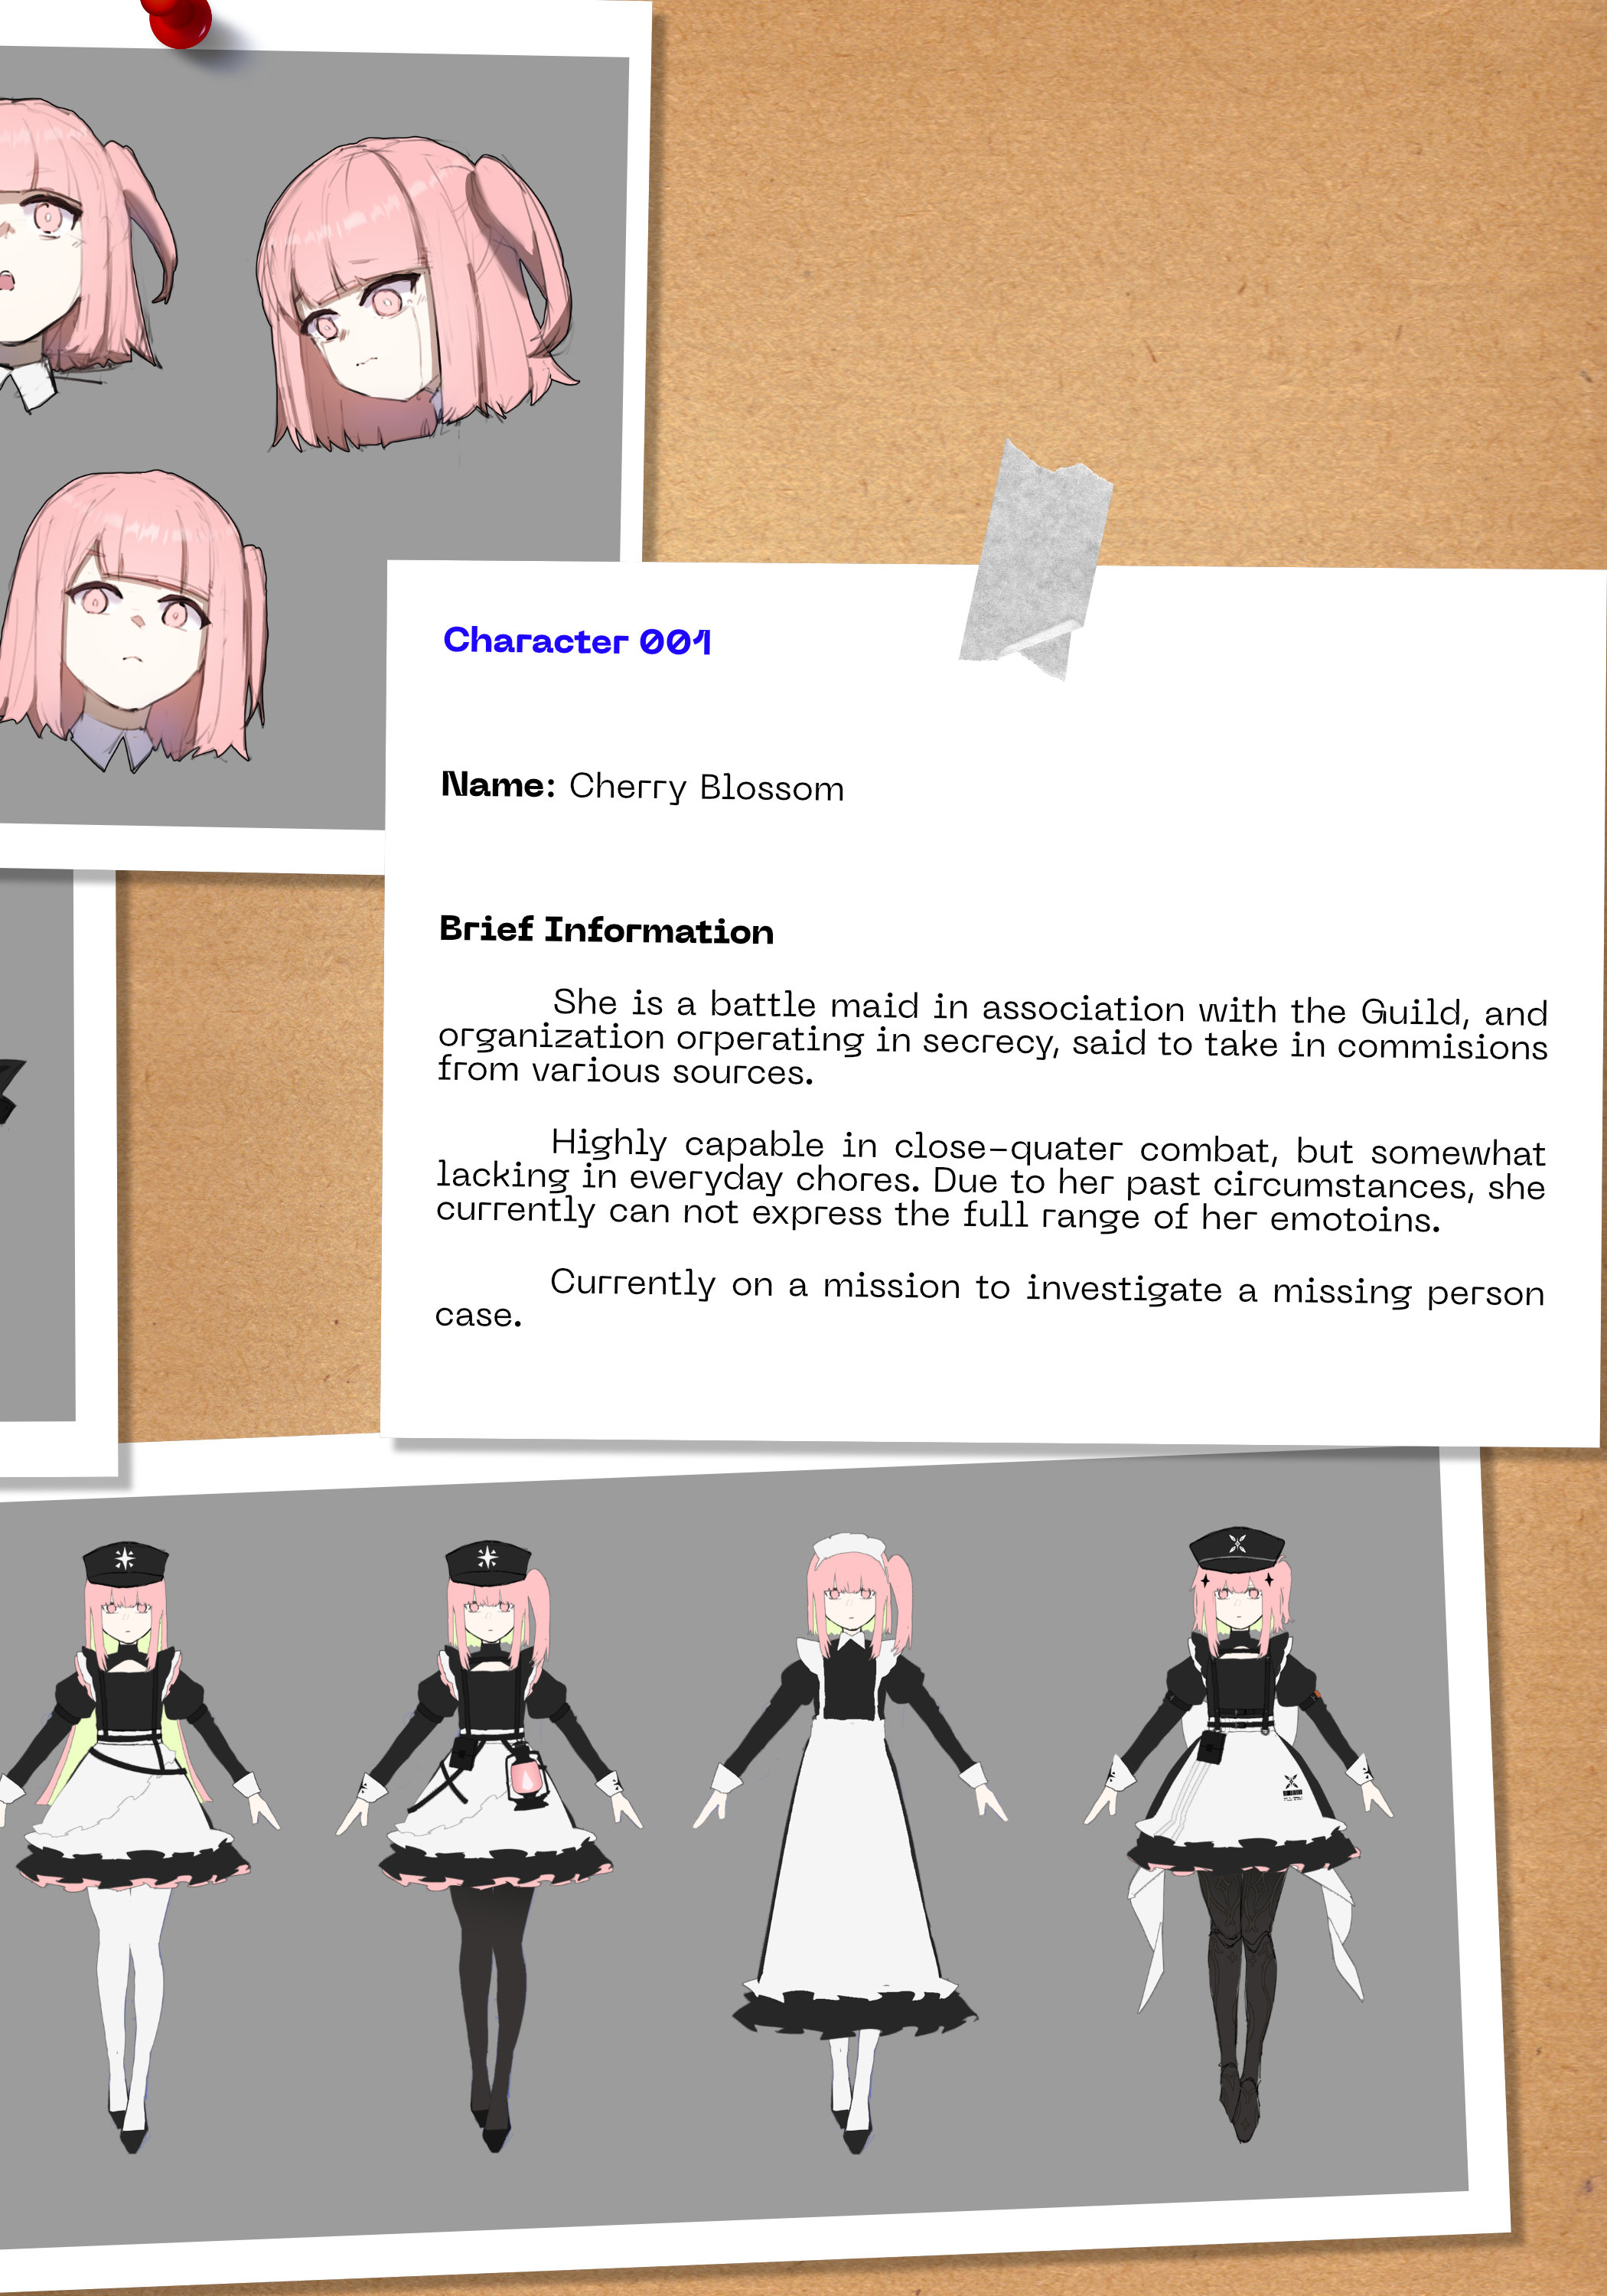 Character 001
Name: Cherry Blossom
Brief Information
She is a battle maid in association with the Guild, and
organization orperating in secrecy, said to take in commisions
from various sources.
Highly capable in close-quater combat, but somewhat
lacking in everyday chores. Due to her past circumstances, she
currently can not express the full range of her emotoins.
Currently on a mission to investigate a missing person
case.